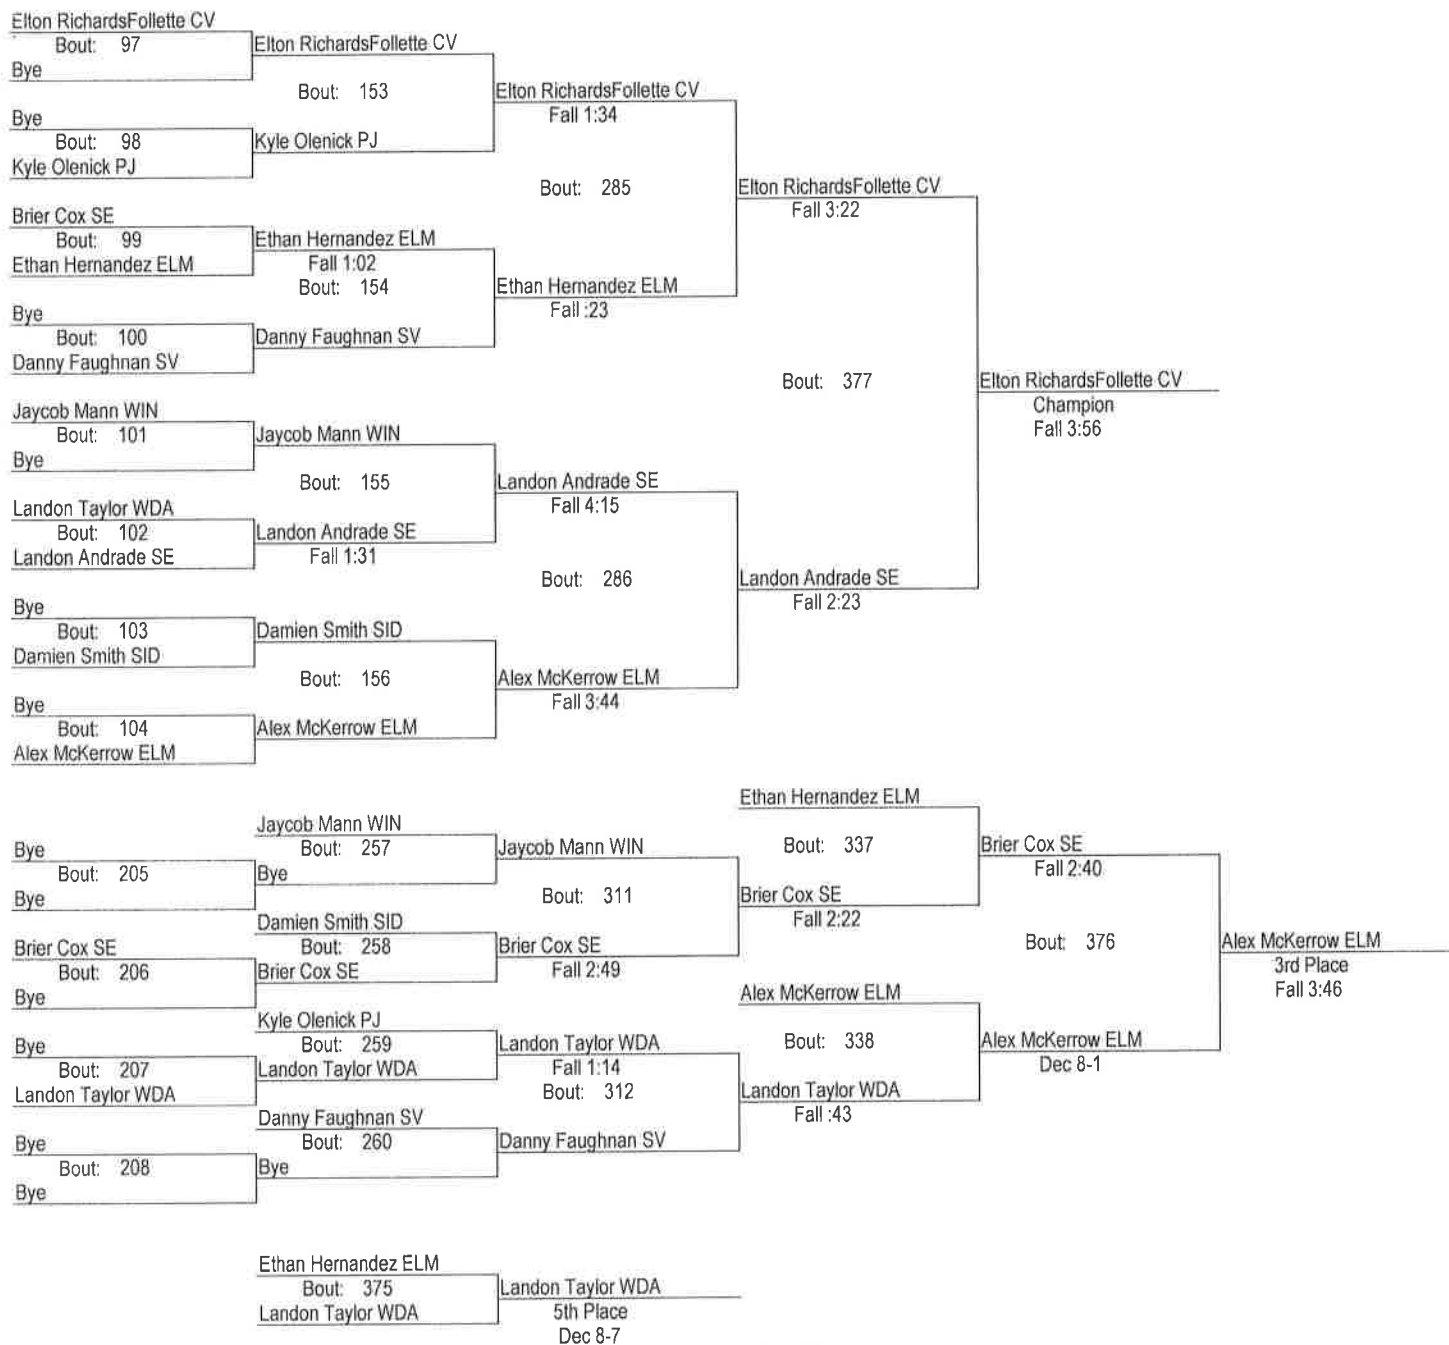 Elton RichardsFollette CV
Bout: 97
Elton RichardsFollette CV
Bye
Bout: 153
Elton RichardsFollette CV
Fall 1:34
Bye
Bout: 98
Kyle Olenick PJ
Kyle Olenick PJ
Bout: 285
Elton RichardsFollette CV
Fall 3:22
Brier Cox SE
Bout: 99
Ethan Hernandez ELM
Ethan Hernandez ELM
Fall 1:02
Bout: 154
Ethan Hernandez ELM
Fall :23
Bye
Bout: 100
Danny Faughnan SV
Danny Faughnan SV
Bout: 377
Elton RichardsFollette CV
Champion
Fall 3:56
Jaycob Mann WIN
Bout: 101
Jaycob Mann WIN
Bye
Bout: 155
Landon Andrade SE
Fall 4:15
Landon Taylor WDA
Bout: 102
Landon Andrade SE
Landon Andrade SE
Fall 1:31
Bout: 286
Landon Andrade SE
Fall 2:23
Bye
Bout: 103
Damien Smith SID
Damien Smith SID
Bout: 156
Alex McKerrow ELM
Fall 3:44
Bye
Bout: 104
Alex McKerrow ELM
Alex McKerrow ELM
Ethan Hernandez ELM
Jaycob Mann WIN
Bye
Bout: 257
Jaycob Mann WIN
Bout: 337
Brier Cox SE
Fall 2:40
Bout: 205
Bye
Bye
Bout: 311
Brier Cox SE
Fall 2:22
Damien Smith SID
Brier Cox SE
Bout: 258
Brier Cox SE
Fall 2:49
Bout: 376
Alex McKerrow ELM
3rd Place
Fall 3:46
Bout: 206
Brier Cox SE
Bye
Alex McKerrow ELM
Kyle Olenick PJ
Bye
Bout: 259
Landon Taylor WDA
Fall 1:14
Bout: 338
Alex McKerrow ELM
Dec 8-1
Bout: 207
Landon Taylor WDA
Landon Taylor WDA
Bout: 312
Landon Taylor WDA
Fall :43
Danny Faughnan SV
Bye
Bout: 260
Danny Faughnan SV
Bout: 208
Bye
Bye
Ethan Hernandez ELM
Bout: 375
Landon Taylor WDA
Landon Taylor WDA
5th Place
Dec 8-7